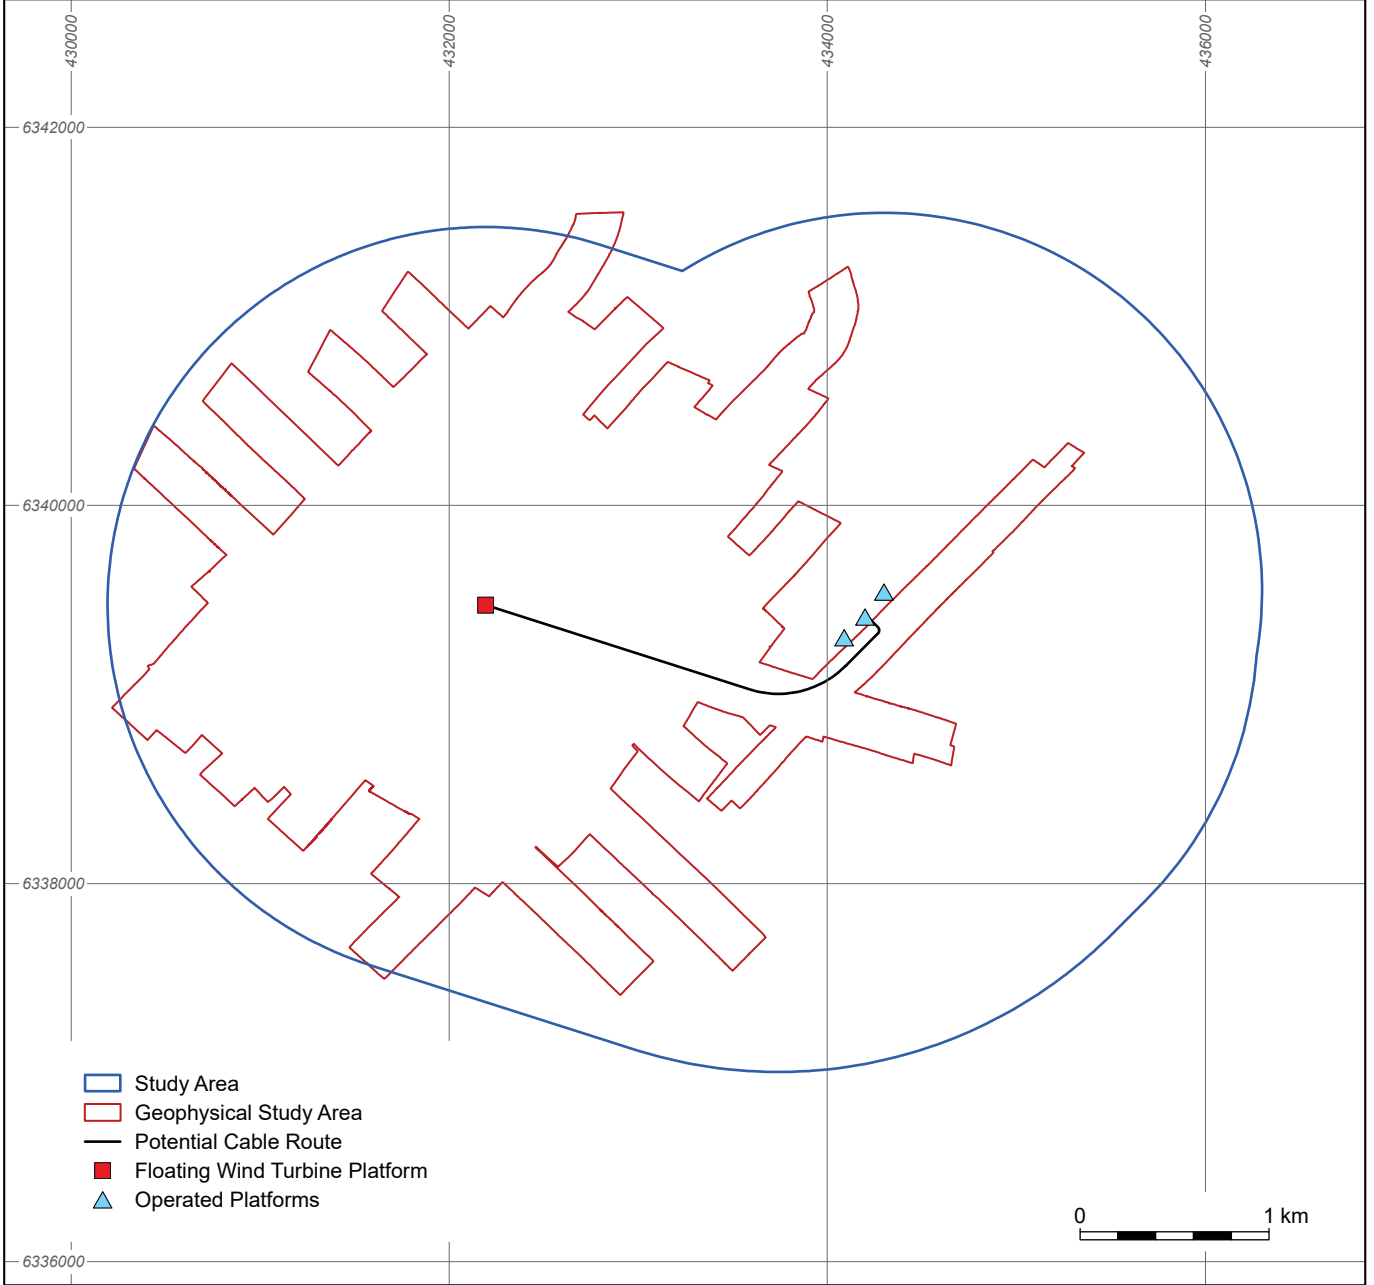 430000
432000
434000
436000
6342000
6340000
6338000
Study Area
Geophysical Study Area
Potential Cable Route
Floating Wind Turbine Platform
Operated Platforms
0 1 km
6336000